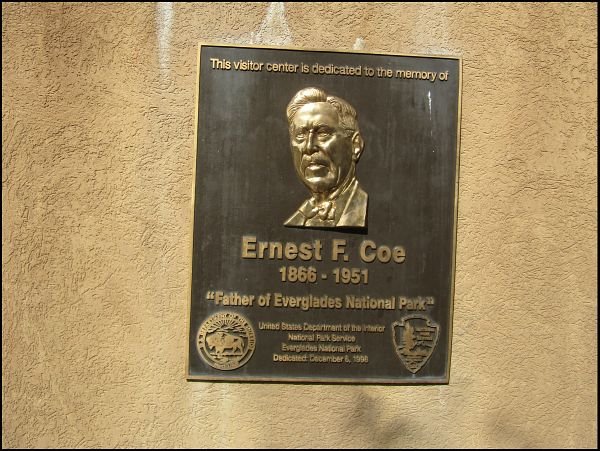 This visitor center is dedicated to the memory of
Ernest F. Coe
1866 - 1951
"Father of Everglades National Park"
United States Department of the Interior
National Park Service
Everglades National Park
Dedicated: December 6, 1996